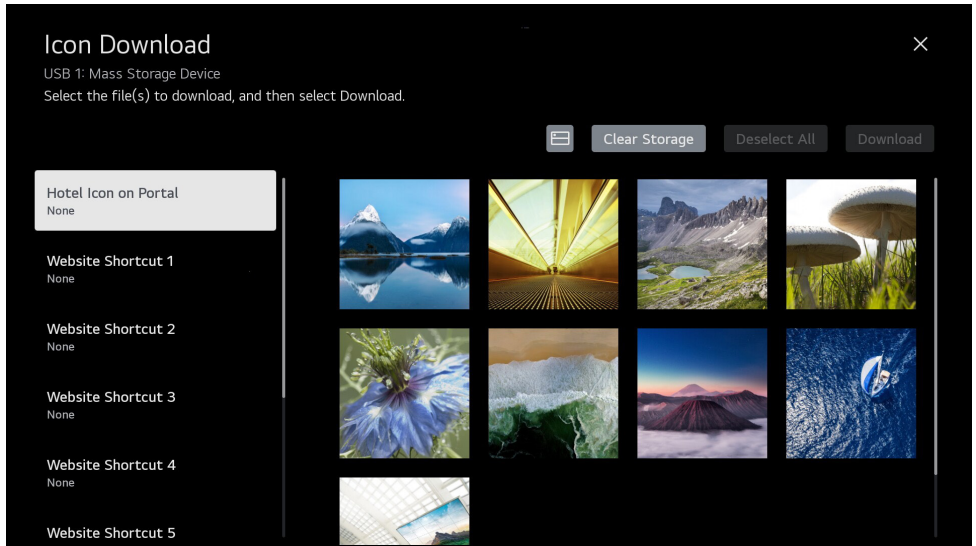 Icon Download
USB 1: Mass Storage Device
Select the file(s) to download, and then select Download.
Clear Storage
Deselect All
Download
Hotel Icon on Portal
None
Website Shortcut 1
None
Website Shortcut 2
None
Website Shortcut 3
None
Website Shortcut 4
None
Website Shortcut 5